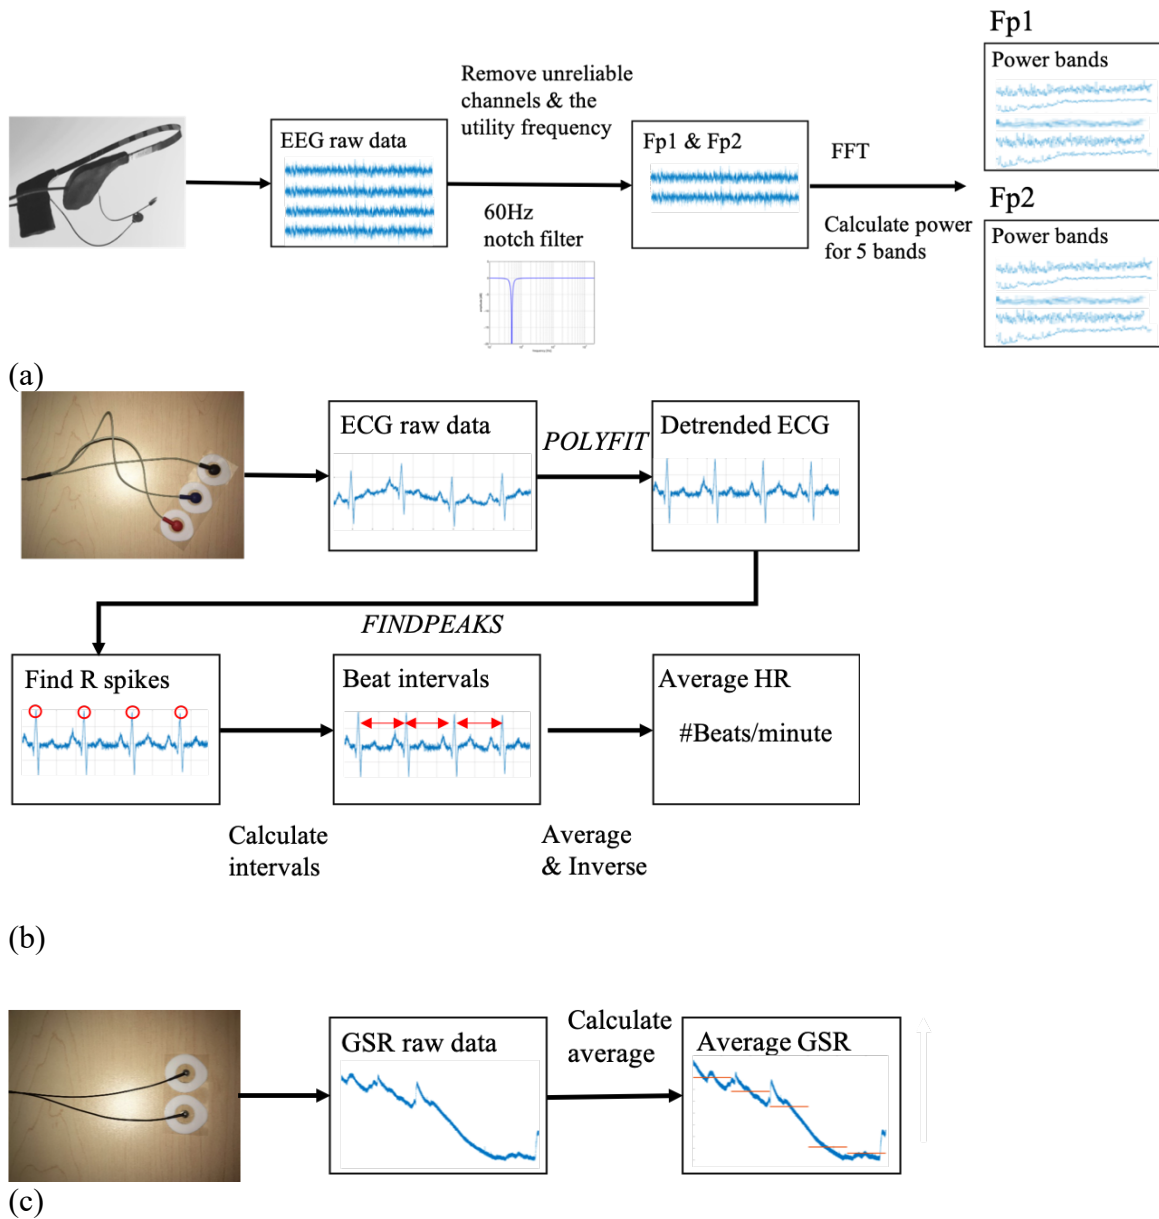 Fp1
Power bands
Remove unreliable
channels & the
utility frequency
EEG raw data
Fp1 & Fp2
FFT
Fp2
60Hz
notch filter
Calculate power
for 5 bands
Power bands
(a)
ECG raw data
POLYFIT
Detrended ECG
FINDPEAKS
Find R spikes
Beat intervals
Average HR
#Beats/minute
Calculate
intervals
Average
& Inverse
(b)
GSR raw data
Calculate
average
Average GSR
(c)